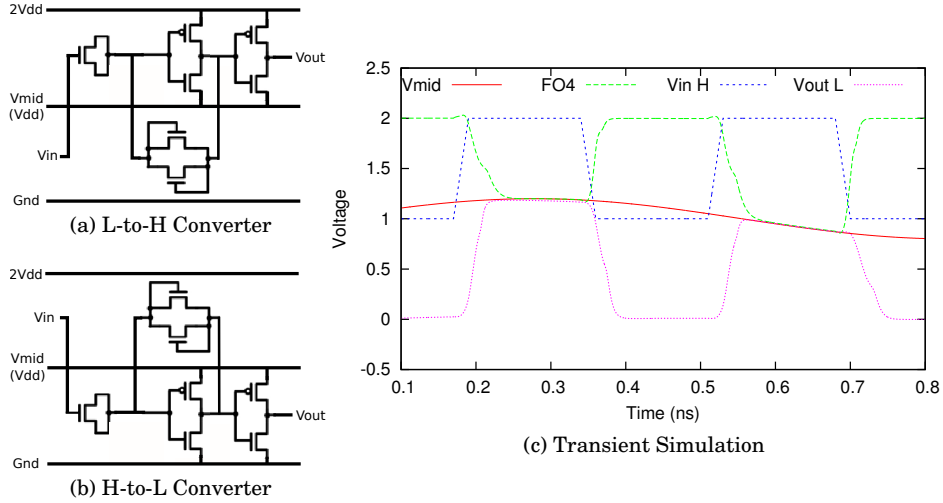 2Vdd
Vout
Vmid
(Vdd)
Vin
Gnd
(a) L-to-H Converter
2Vdd
Vin
Vmid
(Vdd)
Vout
Gnd
(b) H-to-L Converter
Vmid FO4 Vin H Vout L
2.5
2
1.5
1
0.5
0
-0.5
Voltage
0.1 0.2 0.3 0.4 0.5 0.6 0.7 0.8
Time (ns)
(c) Transient Simulation